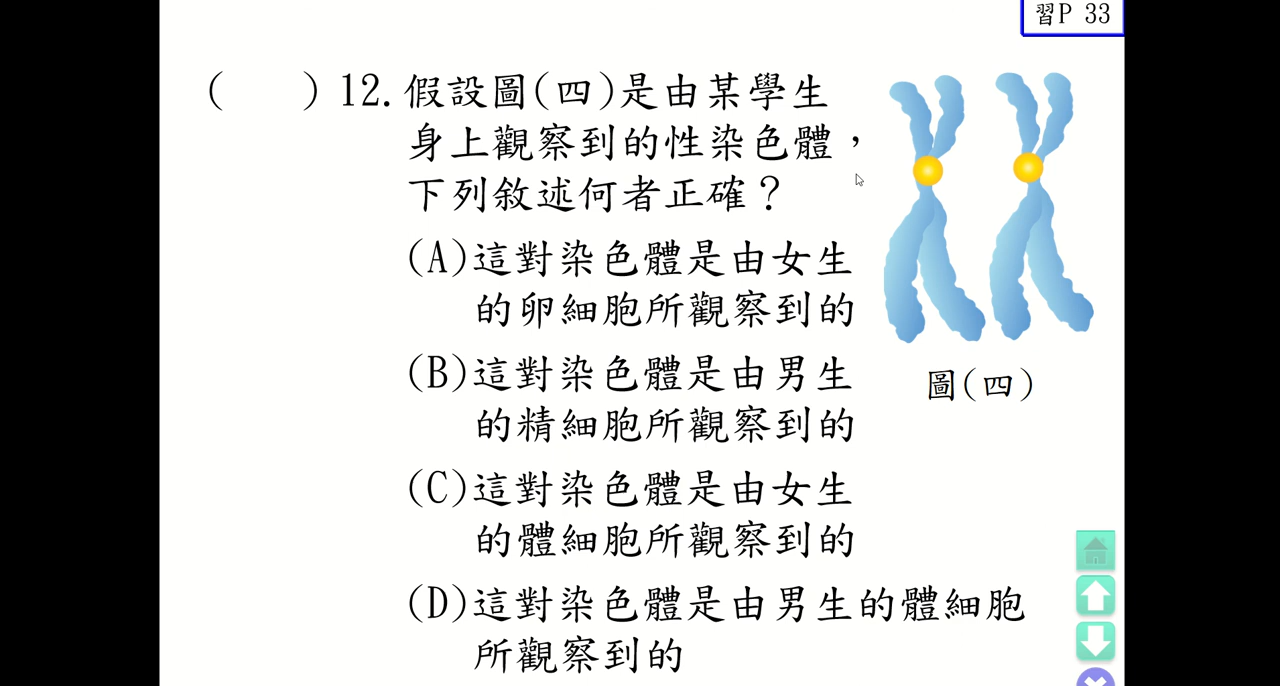 習P 33
(　　)12.假設圖(四)是由某學生
身上觀察到的性染色體，
下列敘述何者正確？
(A)這對染色體是由女生
的卵細胞所觀察到的
(B)這對染色體是由男生
的精細胞所觀察到的
(C)這對染色體是由女生
的體細胞所觀察到的
(D)這對染色體是由男生的體細胞
所觀察到的
圖(四)